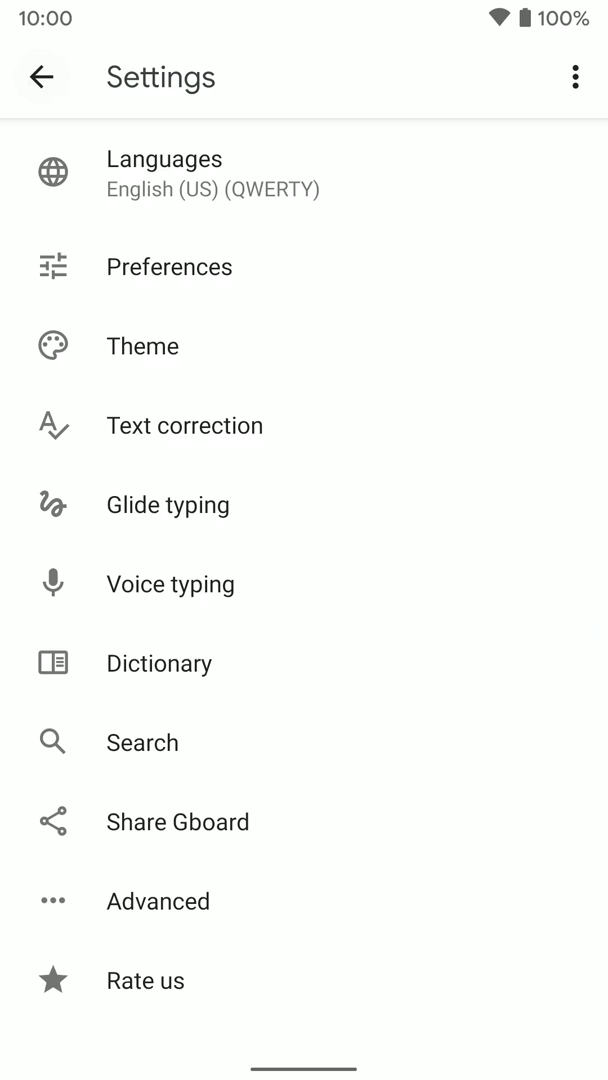 10:00
100%
Settings
Languages
English (US) (QWERTY)
Preferences
Theme
Text correction
Glide typing
Voice typing
Dictionary
Search
Share Gboard
Advanced
Rate us